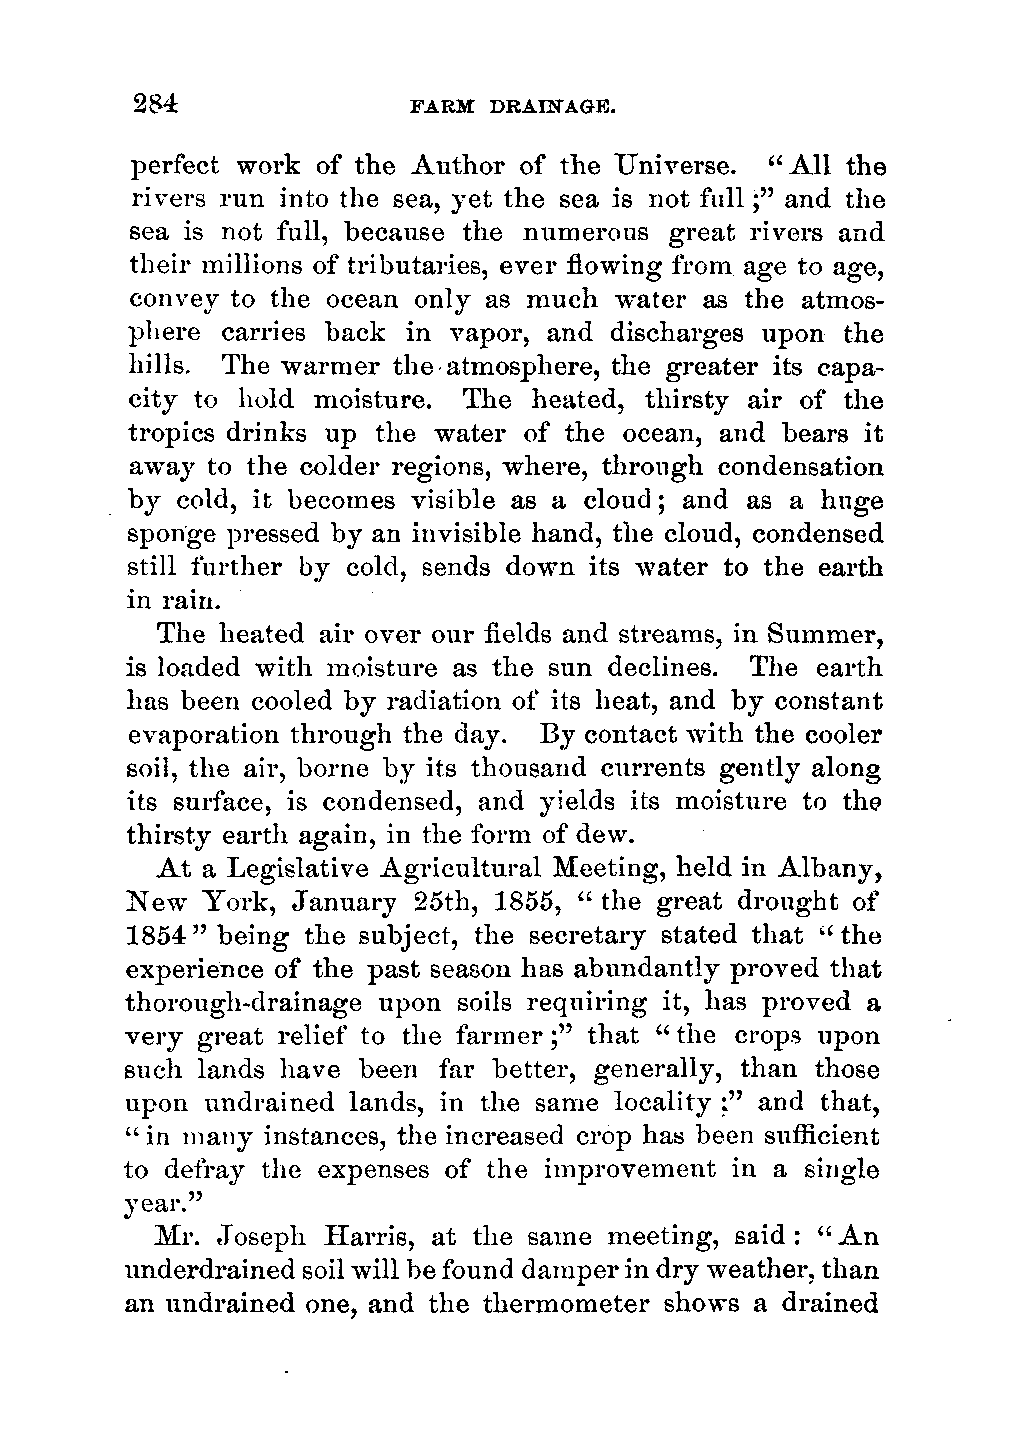 284 FARM DRAINAGE.
perfect work of the Author of the Universe. "All the
rivers run into the sea, yet the sea is not full;" and the
sea is not full, because the numerous great rivers and
their millions of tributaries, ever flowing from age to age,
convey to the ocean only as much water as the atmos-
phere carries back in vapor, and discharges upon the
hills. The warmer the atmosphere, the greater its capa-
city to hold moisture. The heated, thirsty air of the
tropics drinks up the water of the ocean, and bears it
away to the colder regions, where, through condensation
by cold, it becomes visible as a cloud; and as a huge
sponge pressed by an invisible hand, the cloud, condensed
still further by cold, sends down its water to the earth
in rain.
The heated air over our fields and streams, in Summer,
is loaded with moisture as the sun declines. The earth
has been cooled by radiation of its heat, and by constant
evaporation through the day. By contact with the cooler
soil, the air, borne by its thousand currents gently along
its surface, is condensed, and yields its moisture to the
thirsty earth again, in the form of dew.
At a Legislative Agricultural Meeting, held in Albany,
New York, January 25th, 1855, "the great drought of
1854" being the subject, the secretary stated that "the
experience of the past season has abundantly proved that
thorough-drainage upon soils requiring it, has proved a
very great relief to the farmer;" that "the crops upon
such lands have been far better, generally, than those
upon undrained lands, in the same locality;" and that,
"in many instances, the increased crop has been sufficient
to defray the expenses of the improvement in a single
year."
Mr. Joseph Harris, at the same meeting, said: "An
underdrained soil will be found damper in dry weather, than
an undrained one, and the thermometer shows a drained